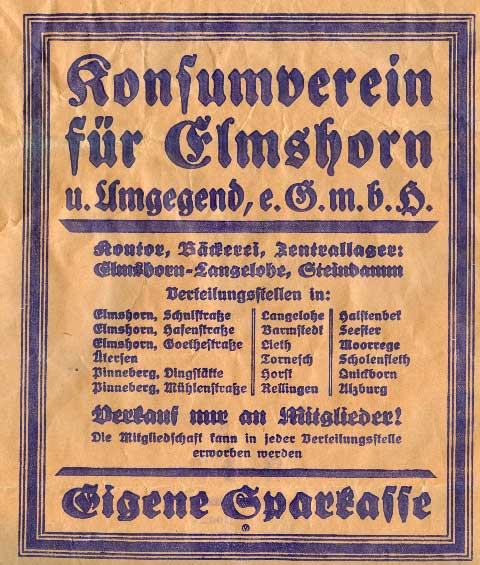 Konsumverein
für Elmshorn
u. Umgegend, e. G. m. b. H.
Kontor, Bäckerei, Zentrallager:
Elmshorn-Langelohe, Steindamm
Verteilungsstellen in:
Elmshorn, Schulstraße
Elmshorn, Hafenstraße
Elmshorn, Goethestraße
Ütersen
Pinneberg, Dingstätte
Pinneberg, Mühlenstraße
Langelohe
Barmstedt
Lieth
Tornesch
Horst
Rellingen
Halstenbek
Seester
Moorrege
Scholenfleth
Quickborn
Ulzburg
Verkauf nur an Mitglieder!
Die Mitgliedschaft kann in jeder Verteilungsstelle
erworben werden
Eigene Sparkasse